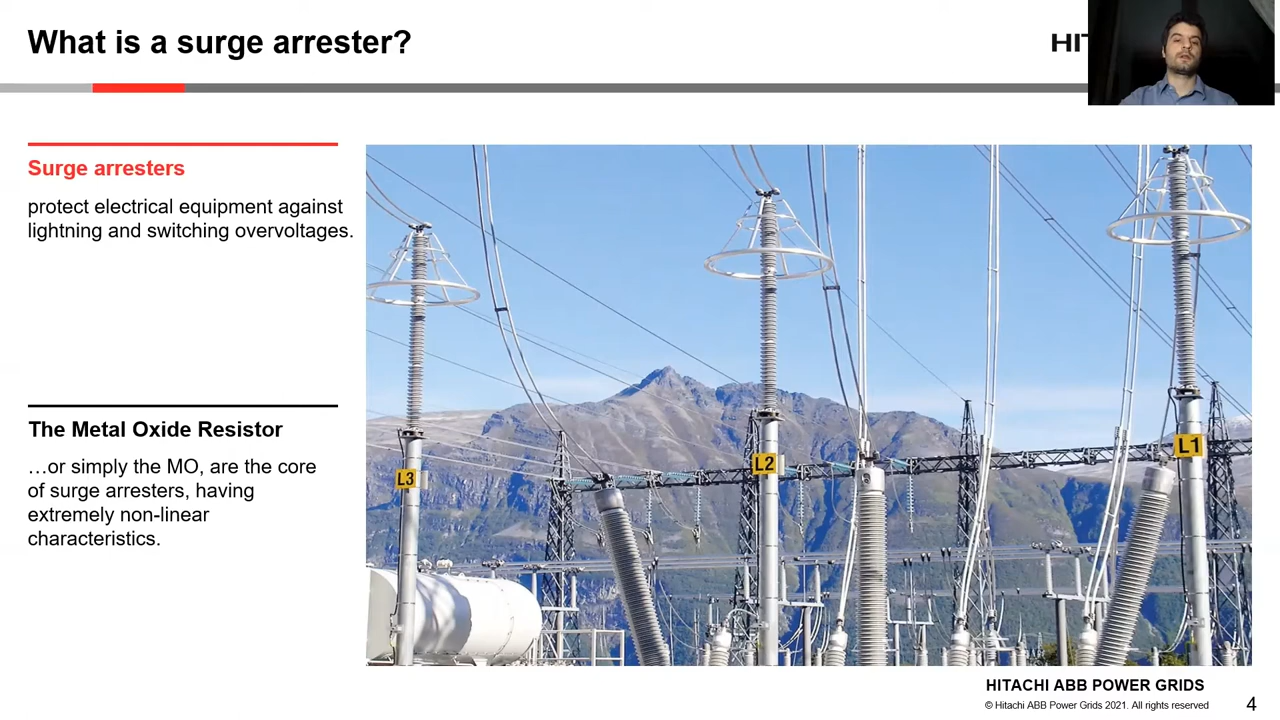 What is a surge arrester?
HIT
Surge arresters
protect electrical equipment against
lightning and switching overvoltages.
The Metal Oxide Resistor
…or simply the MO, are the core
of surge arresters, having
extremely non-linear
characteristics.
L3
L2
L1
HITACHI ABB POWER GRIDS
© Hitachi ABB Power Grids 2021. All rights reserved
4